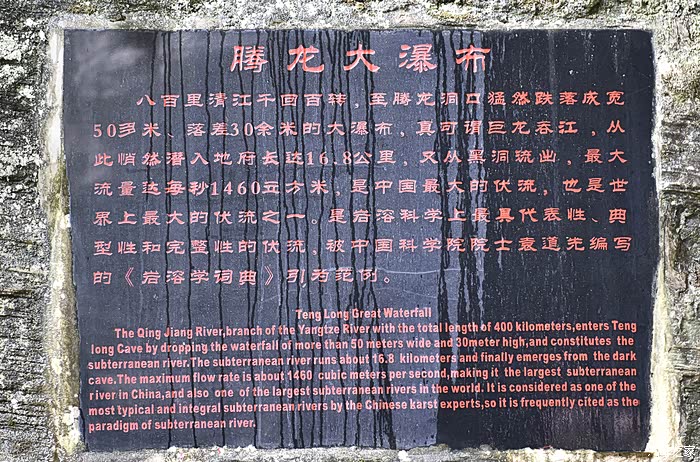 腾龙大瀑布
八百里清江千回百转，至腾龙洞口猛然跌落成宽
50多米、落差30余米的大瀑布，真可谓巨龙吞江，从
此悄然潜入地府长达16.8公里，又从黑洞流出，最大
流量达每秒1460立方米，是中国最大的伏流，也是世
界上最大的伏流之一。是岩溶科学上最具代表性、典
型性和完整性的伏流，被中国科学院院士袁道先编写
的《岩溶学词典》引为范例。
Teng Long Great Waterfall
The Qing Jiang River,branch of the Yangtze River with the total length of 400 kilometers,enters Teng
long Cave by dropping the waterfall of more than 50 meters wide and 30meter high,and constitutes the
subterranean river.The subterranean river runs about 16.8 kilometers and finally emerges from the dark
cave.The maximum flow rate is about 1460 cubic meters per second,making it the largest subterranean
river in China,and also one of the largest subterranean rivers in the world. It is considered as one of the
most typical and integral subterranean rivers by the Chinese karst experts,so it is frequently cited as the
paradigm of subterranean river.